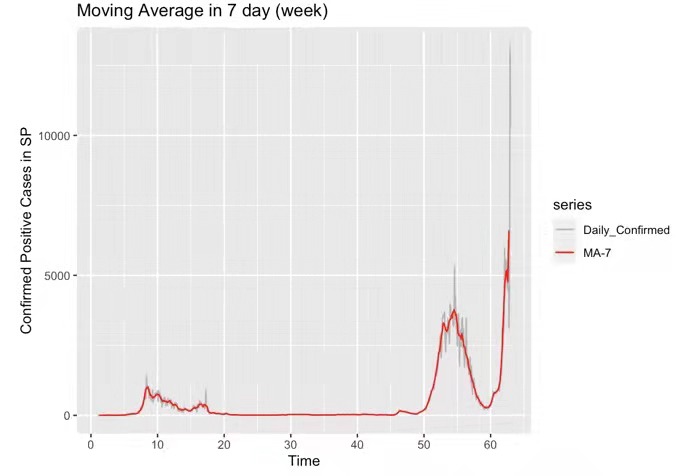 Moving Average in 7 day (week)
Confirmed Positive Cases in SP
10000
5000
0
0 10 20 30 40 50 60
Time
series
Daily_Confirmed
MA-7